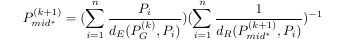 $P_{mid^*}^{(k+1)} = (\sum_{i=1}^{n} \frac{P_i}{d_E(P_G^{(k)}, P_i)})(\sum_{i=1}^{n} \frac{1}{d_R(P_{mid^*}^{(k+1)}, P_i)})^{-1}$